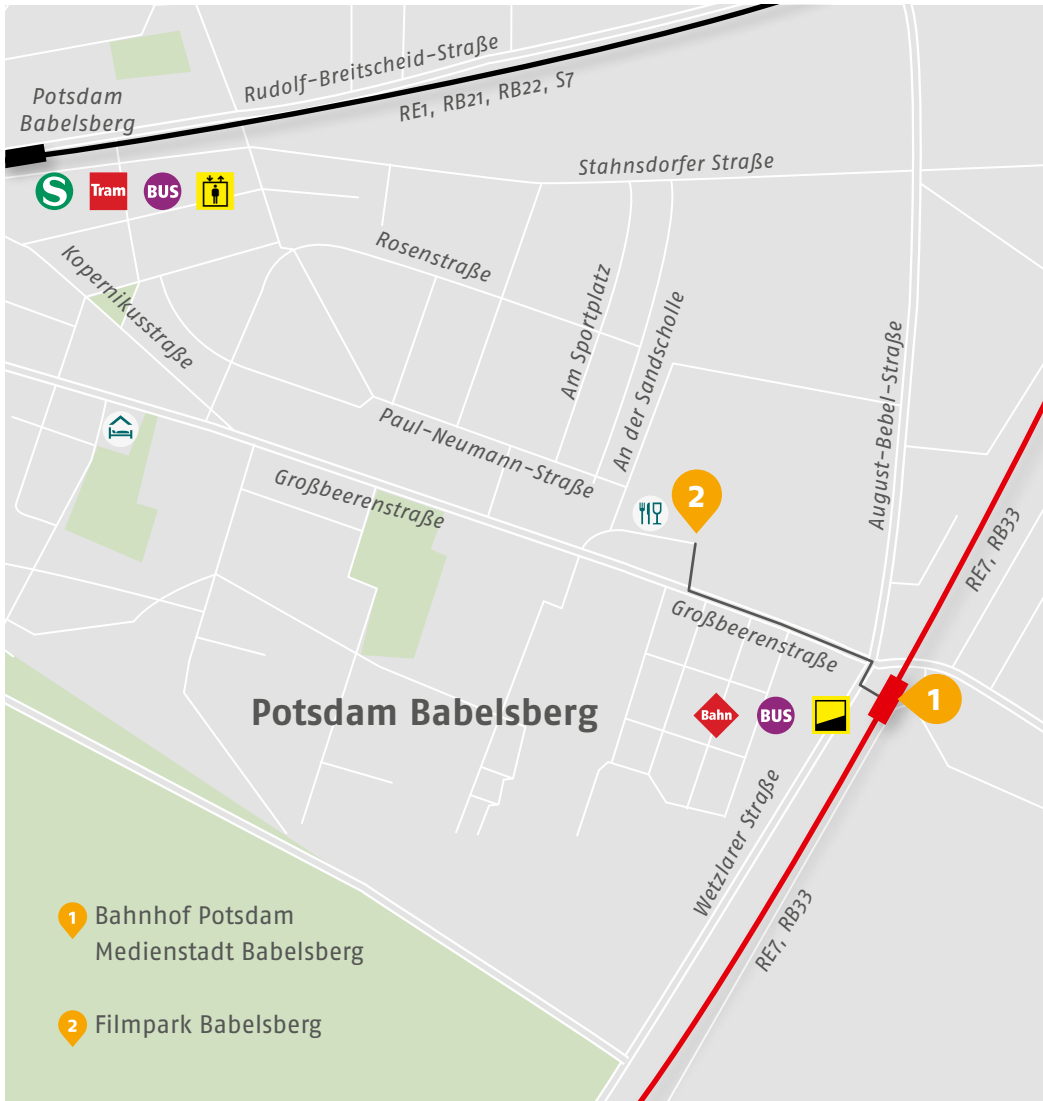 Rudolf-Breitscheid-Straße
Potsdam
Babelsberg
RE1, RB21, RB22, S7
Stahnsdorfer Straße
S
Tram
BUS
Rosenstraße
Kopernikusstraße
Am Sportplatz
An der Sandscholle
August-Bebel-Straße
Paul-Neumann-Straße
Großbeerenstraße
2
RE7, RB33
Großbeerenstraße
Potsdam Babelsberg
Bahn
BUS
1
Wetzlarer Straße
RE7, RB33
1 Bahnhof Potsdam
Medienstadt Babelsberg
2 Filmpark Babelsberg